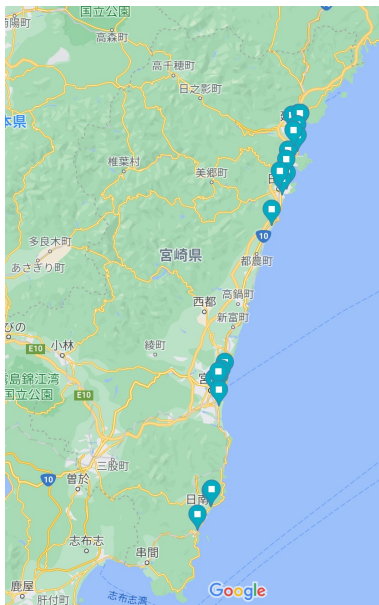 国立公園
高森町
高千穂町
日之影町
本県
椎葉村
美郷町
日
10
多良木町
あさぎり町
宮崎県
都農町
西都
高鍋町
新富町
びの
小林
綾町
E10
宮
島錦江湾
国立公園
E10
三股町
10
曽於
日南
志布志
串間
鹿屋
肝付町
志布志湾
Google